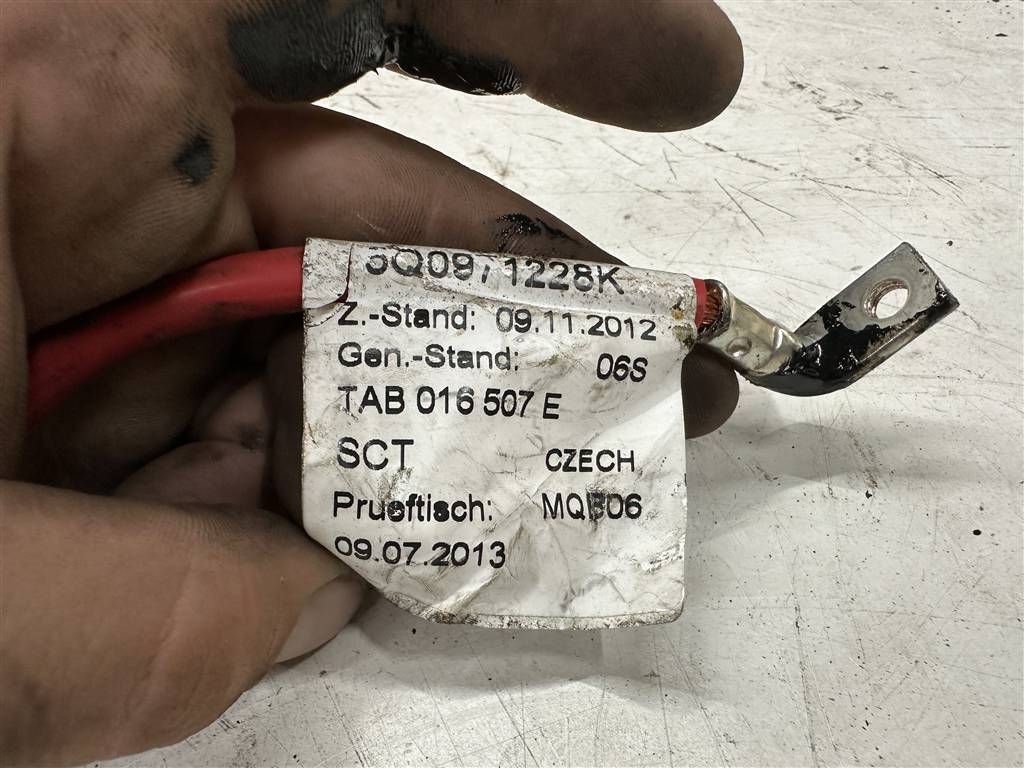 5Q0971228K
Z.-Stand: 09.11.2012
Gen.-Stand: 06S
TAB 016 507 E
SCT CZECH
Prueftisch: MQB06
09.07.2013